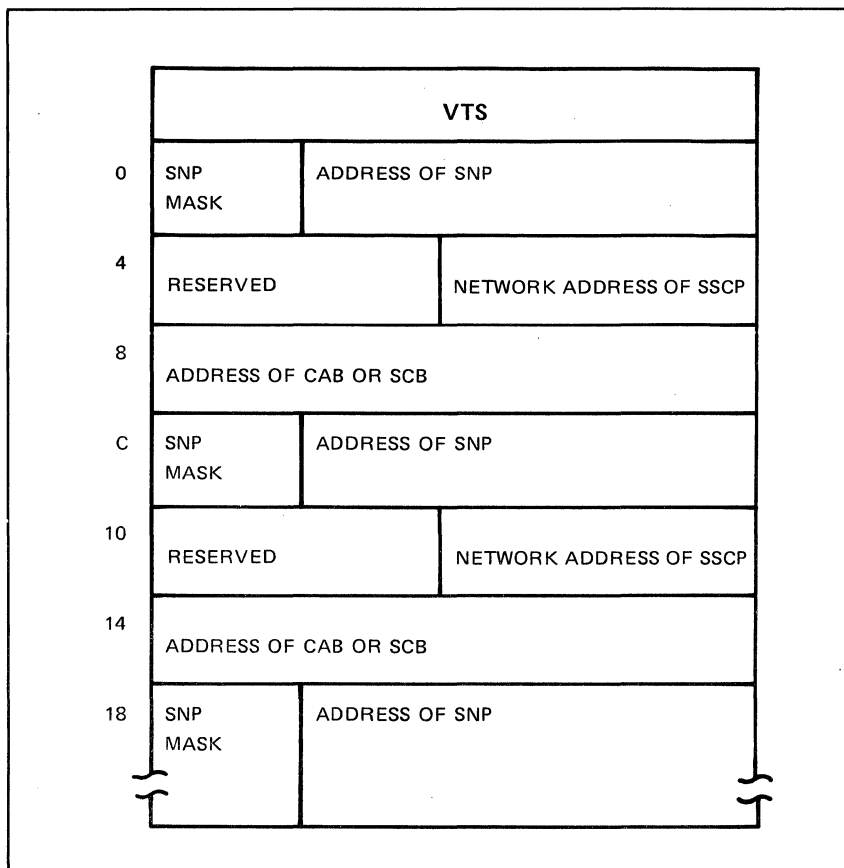 VTS
0 SNP ADDRESS OF SNP
MASK
4 RESERVED NETWORK ADDRESS OF SSCP
8 ADDRESS OF CAB OR SCB
C SNP ADDRESS OF SNP
MASK
10 RESERVED NETWORK ADDRESS OF SSCP
14 ADDRESS OF CAB OR SCB
18 SNP ADDRESS OF SNP
MASK